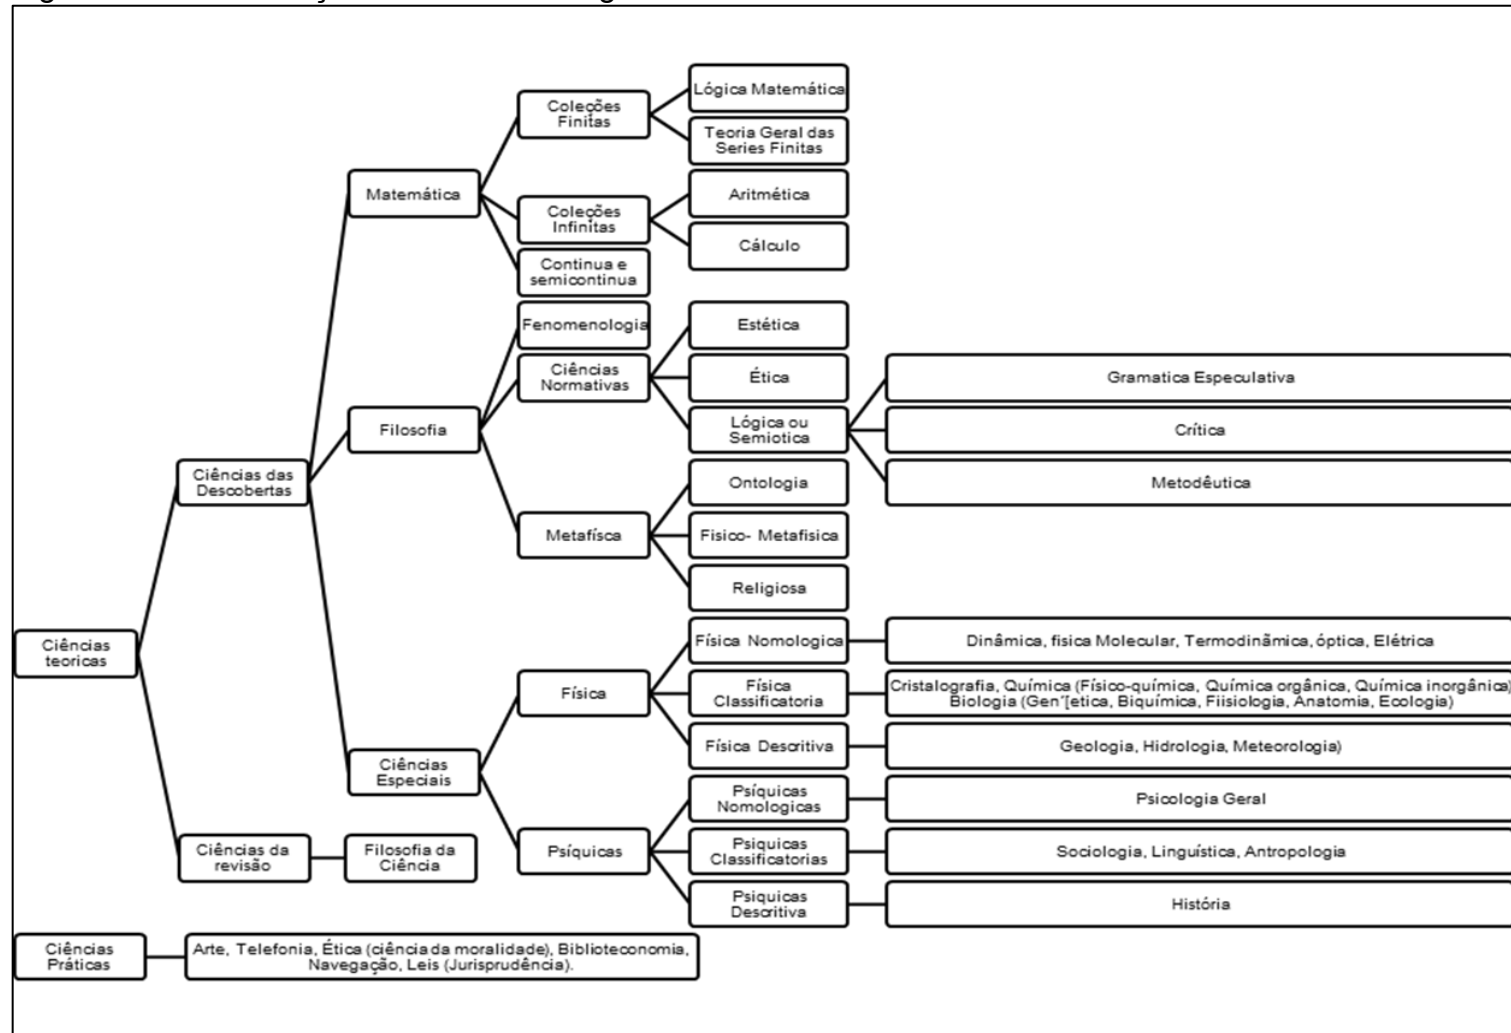 Lógica Matemática
Coleções
Finitas
Teoria Geral das
Series Finitas
Matemática
Aritmética
Coleções
Infinitas
Cálculo
Continua e
semicontinua
Fenomenologia
Estética
Ciências
Normativas
Ética
Gramatica Especulativa
Filosofia
Lógica ou
Semiotica
Crítica
Ciências das
Descobertas
Ontologia
Metodêutica
Metafísca
Fisico- Metafisica
Religiosa
Ciências
teoricas
Física Nomologica
Dinâmica, fisica Molecular, Termodinãmica, óptica, Elétrica
Física
Física
Classificatoria
Cristalografia, Química (Físico-química, Química orgânica, Química inorgânica)
Biologia (Gen´[etica, Biquímica, Fiisiologia, Anatomia, Ecologia)
Física Descritiva
Geologia, Hidrologia, Meteorologia)
Ciências
Especiais
Psíquicas
Nomologicas
Psicologia Geral
Ciências da
revisão
Filosofia da
Ciência
Psíquicas
Psiquicas
Classificatorias
Sociologia, Linguística, Antropologia
Psiquicas
Descritiva
História
Ciências
Práticas
Arte, Telefonia, Ética (ciência da moralidade), Biblioteconomia,
Navegação, Leis (Jurisprudência).